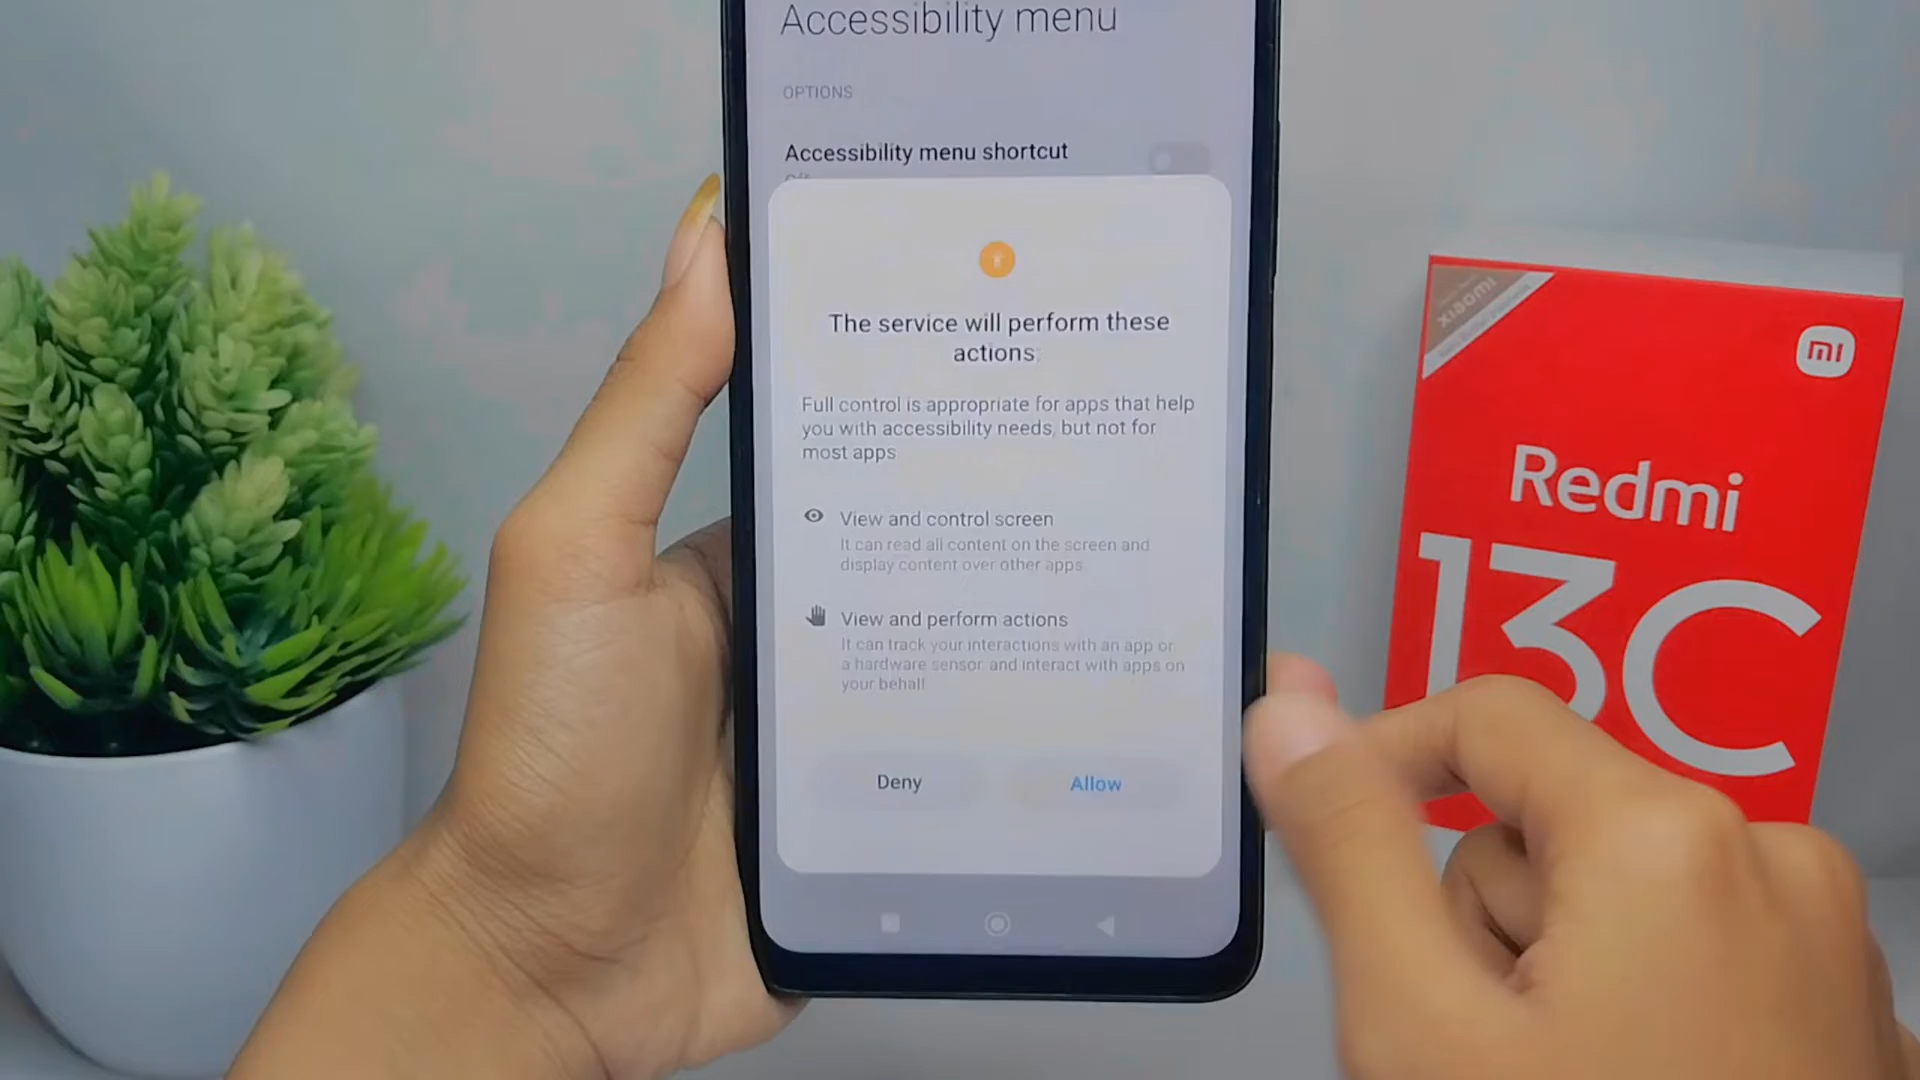 Accessibility menu
OPTIONS
Accessibility menu shortcut
The service will perform these
actions:
Full control is appropriate for apps that help
you with accessibility needs, but not for
most apps
View and control screen
It can read all content on the screen and
display content over other apps
View and perform actions
It can track your interactions with an app or
a hardware sensor and interact with apps on
your behalf
Deny
Allow
xiaomi
mi
Redmi
13C